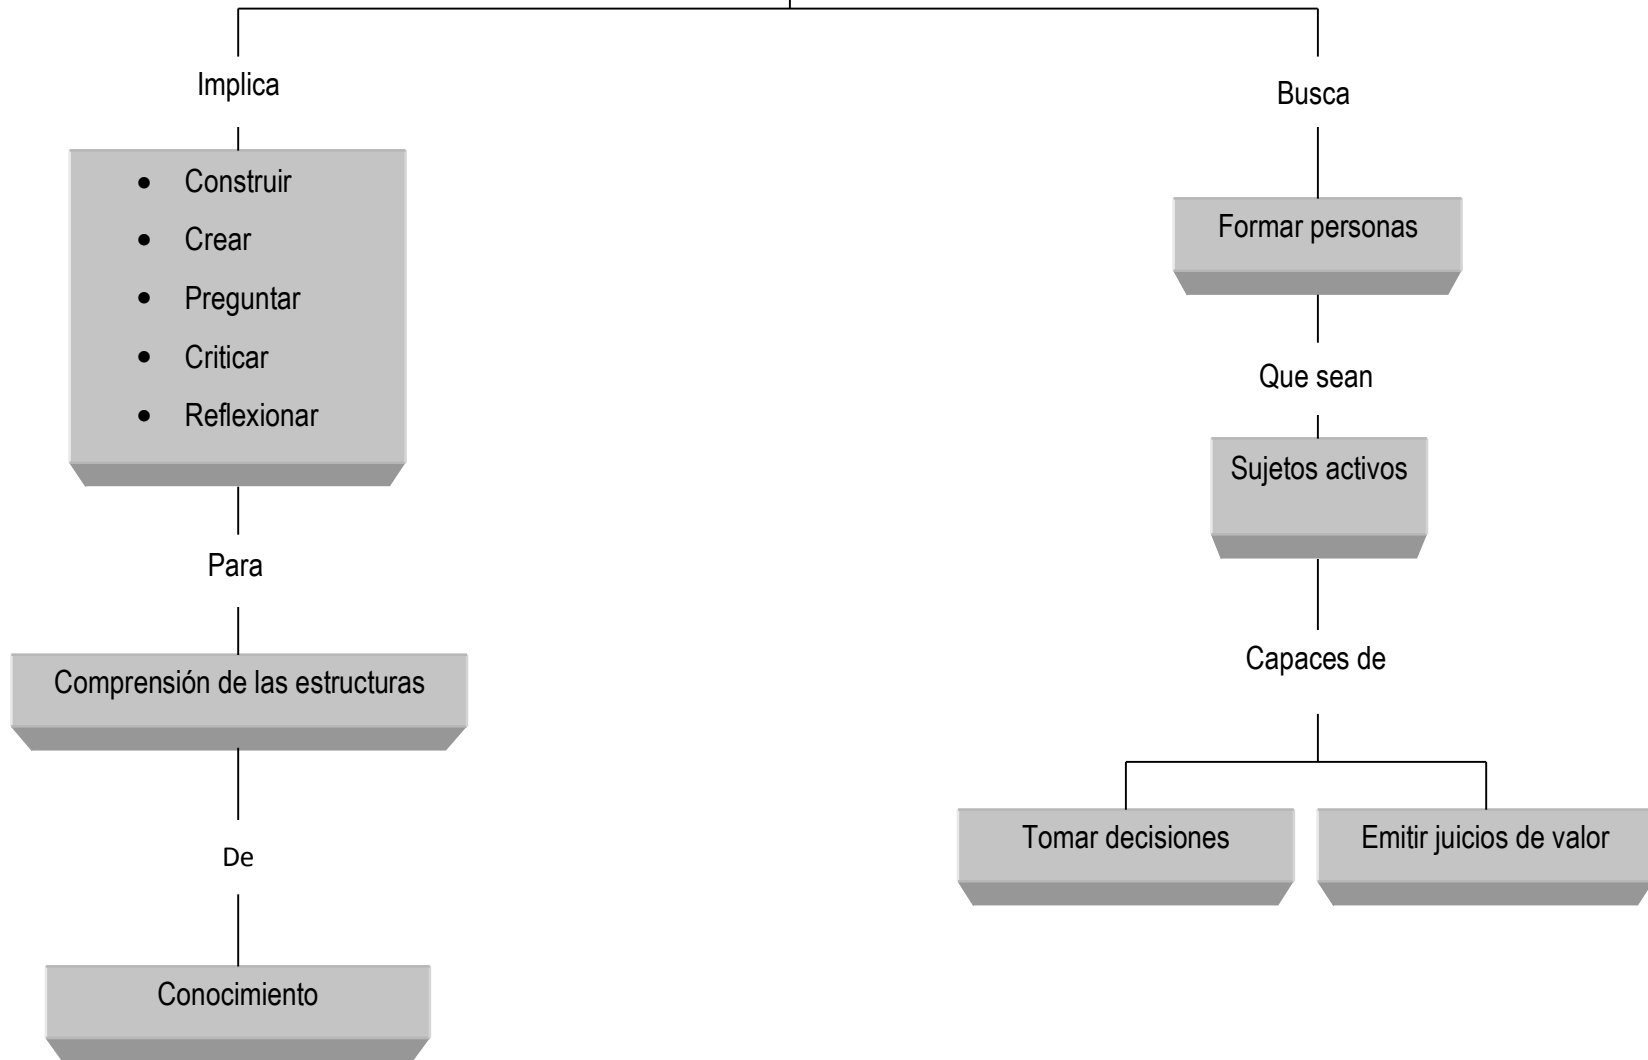 Implica
• Construir
• Crear
• Preguntar
• Criticar
• Reflexionar
Para
Comprensión de las estructuras
De
Conocimiento
Busca
Formar personas
Que sean
Sujetos activos
Capaces de
Tomar decisiones
Emitir juicios de valor